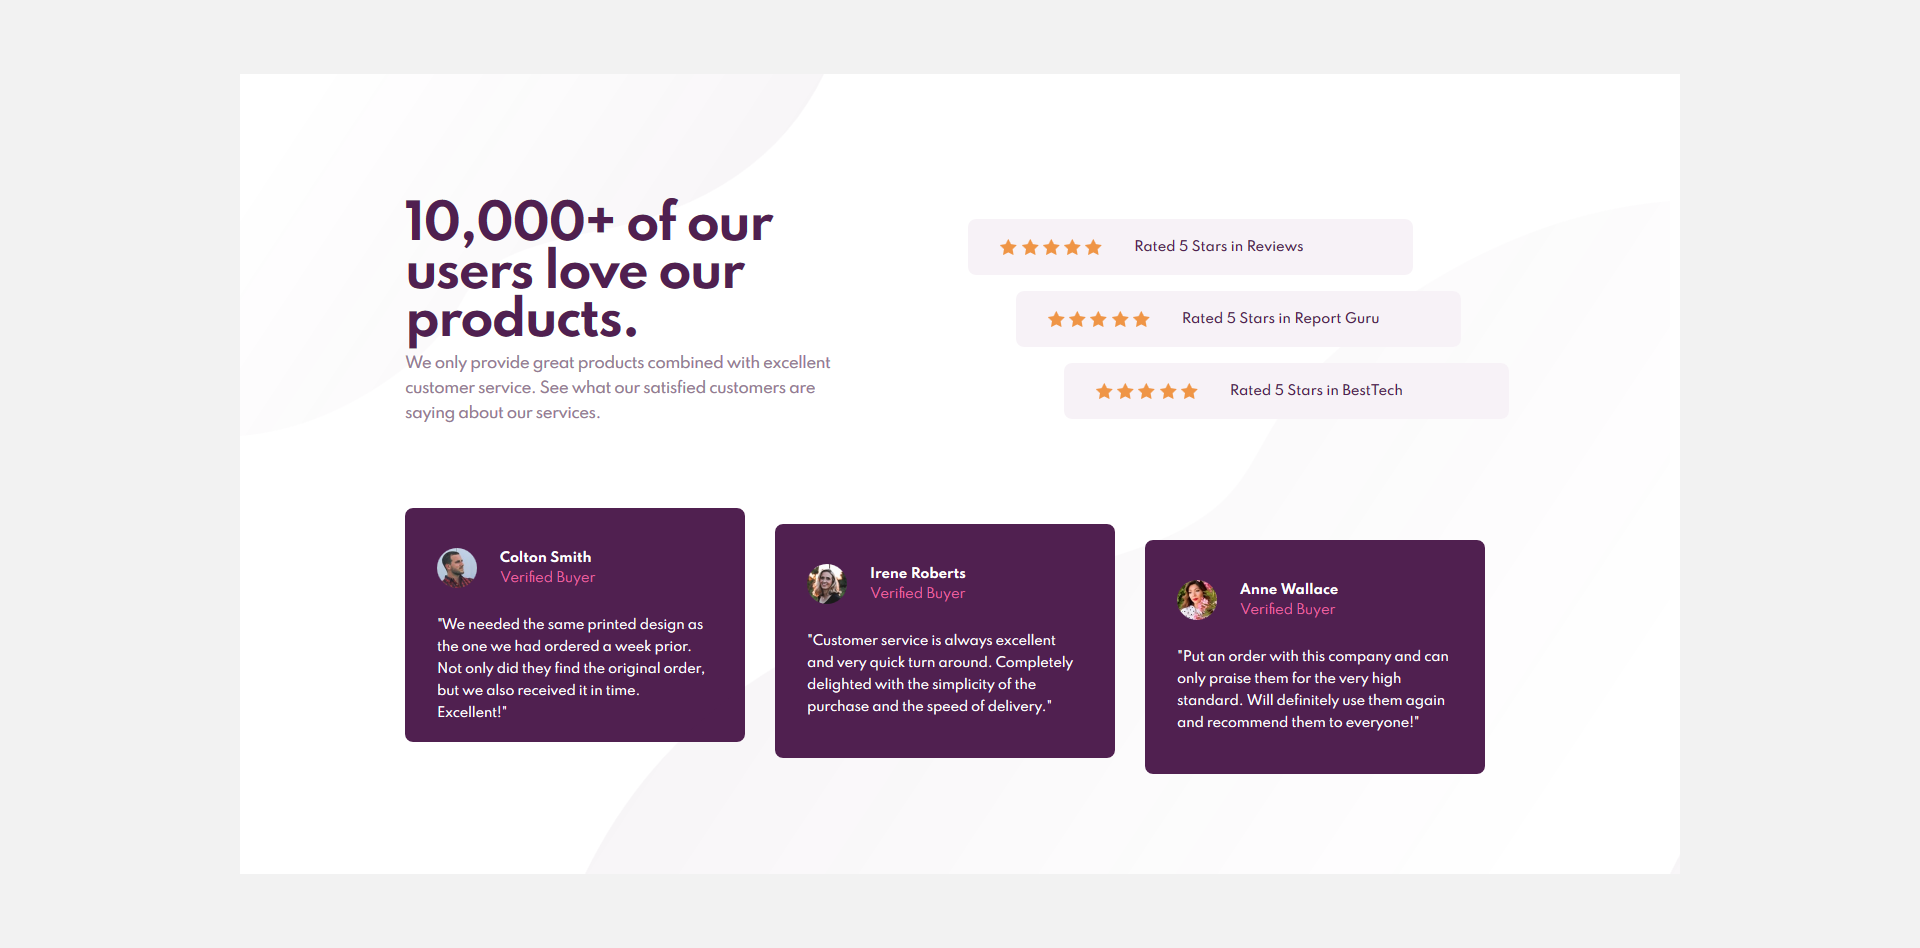 10,000+ of our
users love our
products.
We only provide great products combined with excellent
customer service. See what our satisfied customers are
saying about our services.
Rated 5 Stars in Reviews
Rated 5 Stars in Report Guru
Rated 5 Stars in BestTech
Colton Smith
Verified Buyer
"We needed the same printed design as
the one we had ordered a week prior.
Not only did they find the original order,
but we also received it in time.
Excellent!"
Irene Roberts
Verified Buyer
"Customer service is always excellent
and very quick turn around. Completely
delighted with the simplicity of the
purchase and the speed of delivery."
Anne Wallace
Verified Buyer
"Put an order with this company and can
only praise them for the very high
standard. Will definitely use them again
and recommend them to everyone!"